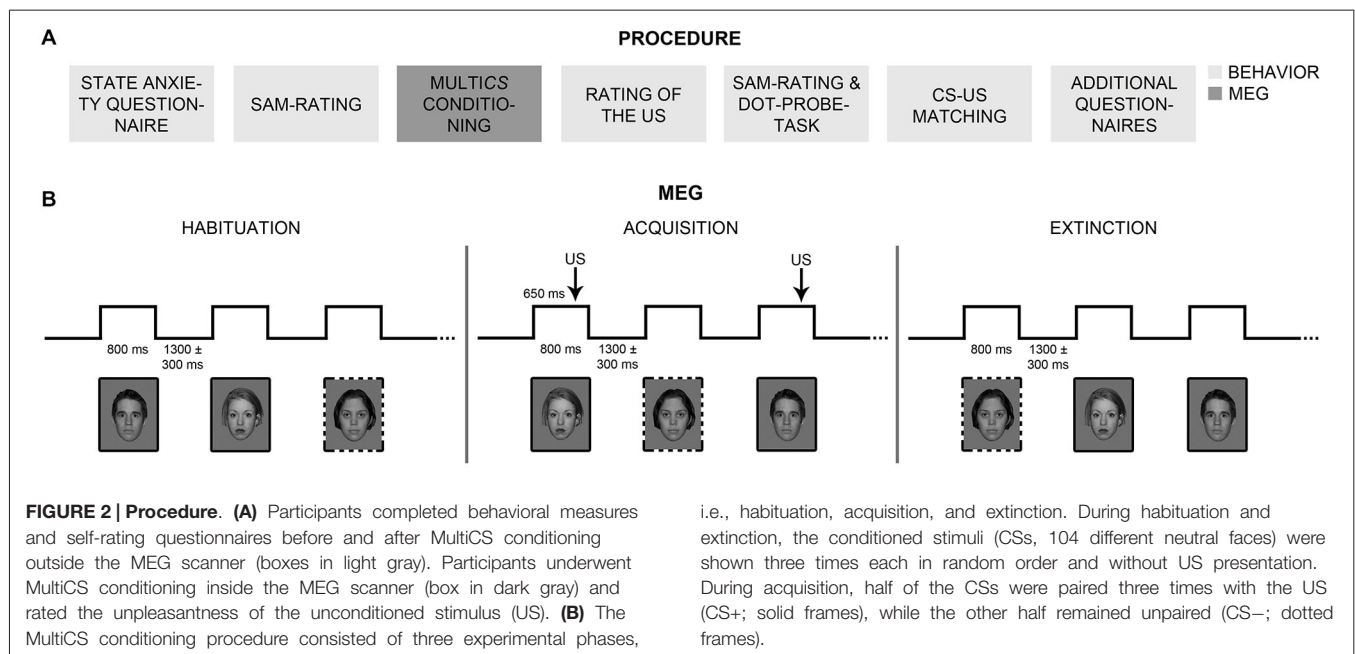 A
PROCEDURE
STATE ANXIE-
TY QUESTION-
NAIRE
SAM-RATING
MULTICS
CONDITIO-
NING
RATING OF
THE US
SAM-RATING &
DOT-PROBE-
TASK
CS-US
MATCHING
ADDITIONAL
QUESTION-
NAIRES
BEHAVIOR
MEG
B
MEG
HABITUATION
ACQUISITION
EXTINCTION
US
US
650 ms
800 ms
1300 ±
300 ms
800 ms
1300 ±
300 ms
800 ms
1300 ±
300 ms
FIGURE 2 | Procedure. (A) Participants completed behavioral measures
and self-rating questionnaires before and after MultiCS conditioning
outside the MEG scanner (boxes in light gray). Participants underwent
MultiCS conditioning inside the MEG scanner (box in dark gray) and
rated the unpleasantness of the unconditioned stimulus (US). (B) The
MultiCS conditioning procedure consisted of three experimental phases,
i.e., habituation, acquisition, and extinction. During habituation and
extinction, the conditioned stimuli (CSs, 104 different neutral faces) were
shown three times each in random order and without US presentation.
During acquisition, half of the CSs were paired three times with the US
(CS+; solid frames), while the other half remained unpaired (CS−; dotted
frames).